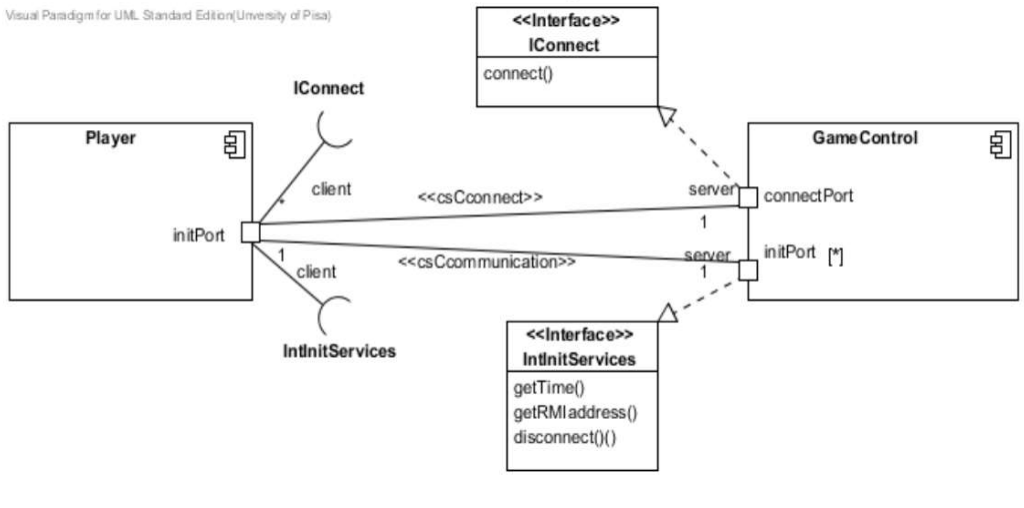 Visual Paradigm for UML Standard Edition(Unversity of Pisa)
<<Interface>>
IConnect
connect()
IConnect
Player
GameControl
client
*
<<csCconnect>>
server
connectPort
1
initPort
1
client
<<csCcommunication>>
server
1
initPort [*]
IntInitServices
<<Interface>>
IntInitServices
getTime()
getRMIaddress()
disconnect()()